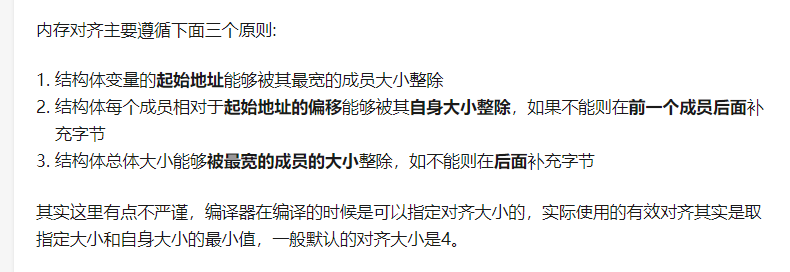 内存对齐主要遵循下面三个原则:
1. 结构体变量的起始地址能够被其最宽的成员大小整除
2. 结构体每个成员相对于起始地址的偏移能够被其自身大小整除，如果不能则在前一个成员后面补
充字节
3. 结构体总体大小能够被最宽的成员的大小整除，如不能则在后面补充字节
其实这里有点不严谨，编译器在编译的时候是可以指定对齐大小的，实际使用的有效对齐其实是取
指定大小和自身大小的最小值，一般默认的对齐大小是4。